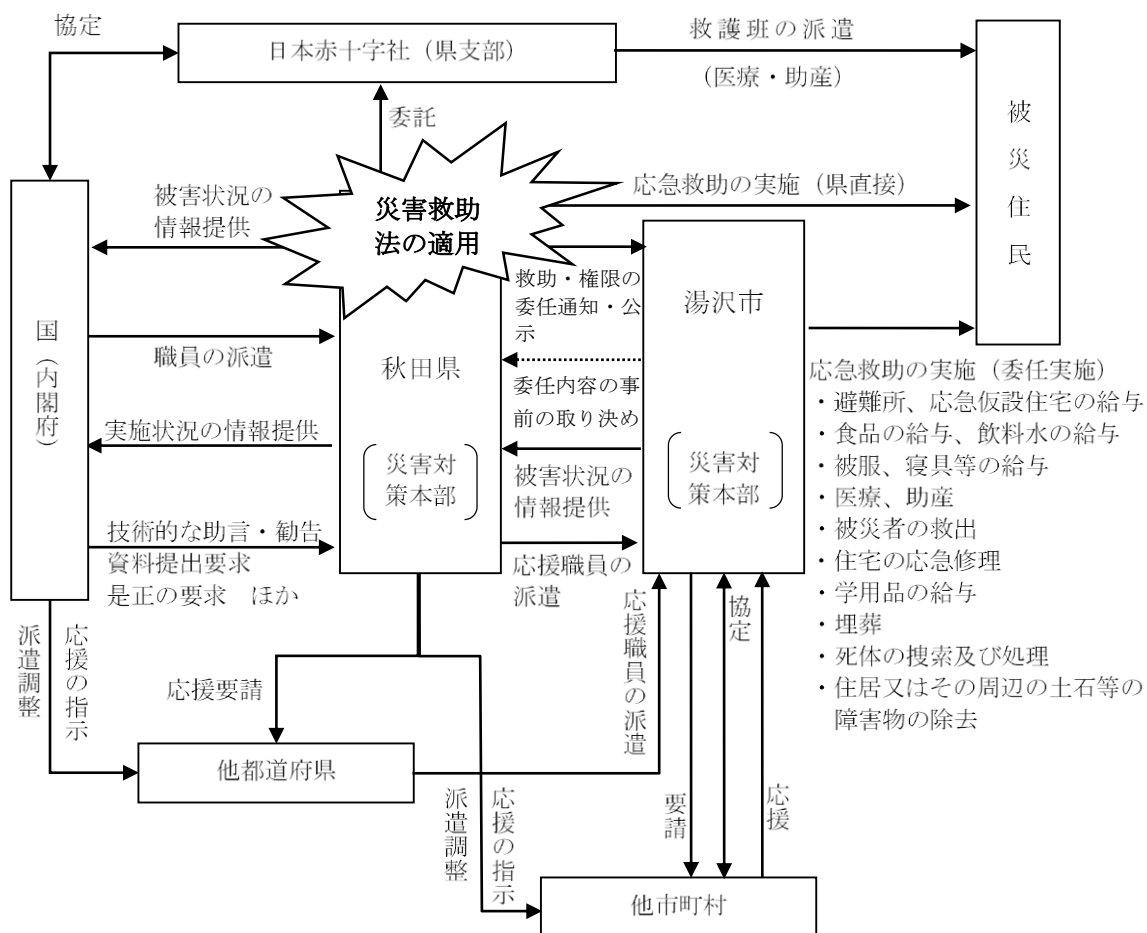 協定
日本赤十字社（県支部）
救護班の派遣
（医療・助産）
被災住民
委託
災害救助
法の適用
被害状況の
情報提供
応急救助の実施（県直接）
国（内閣府）
職員の派遣
実施状況の情報提供
技術的な助言・勧告
資料提出要求
是正の要求　ほか
秋田県
災害対
策本部
救助・権限の
委任通知・公
示
委任内容の事
前の取り決め
被害状況の
情報提供
応援職員の
派遣
湯沢市
災害対
策本部
応急救助の実施（委任実施）
・避難所、応急仮設住宅の給与
・食品の給与、飲料水の給与
・被服、寝具等の給与
・医療、助産
・被災者の救出
・住宅の応急修理
・学用品の給与
・埋葬
・死体の捜索及び処理
・住居又はその周辺の土石等の
障害物の除去
応援の指示
派遣調整
応援要請
他都道府県
応援職員の派遣
協定
要請
応援
応援の指示
派遣調整
他市町村